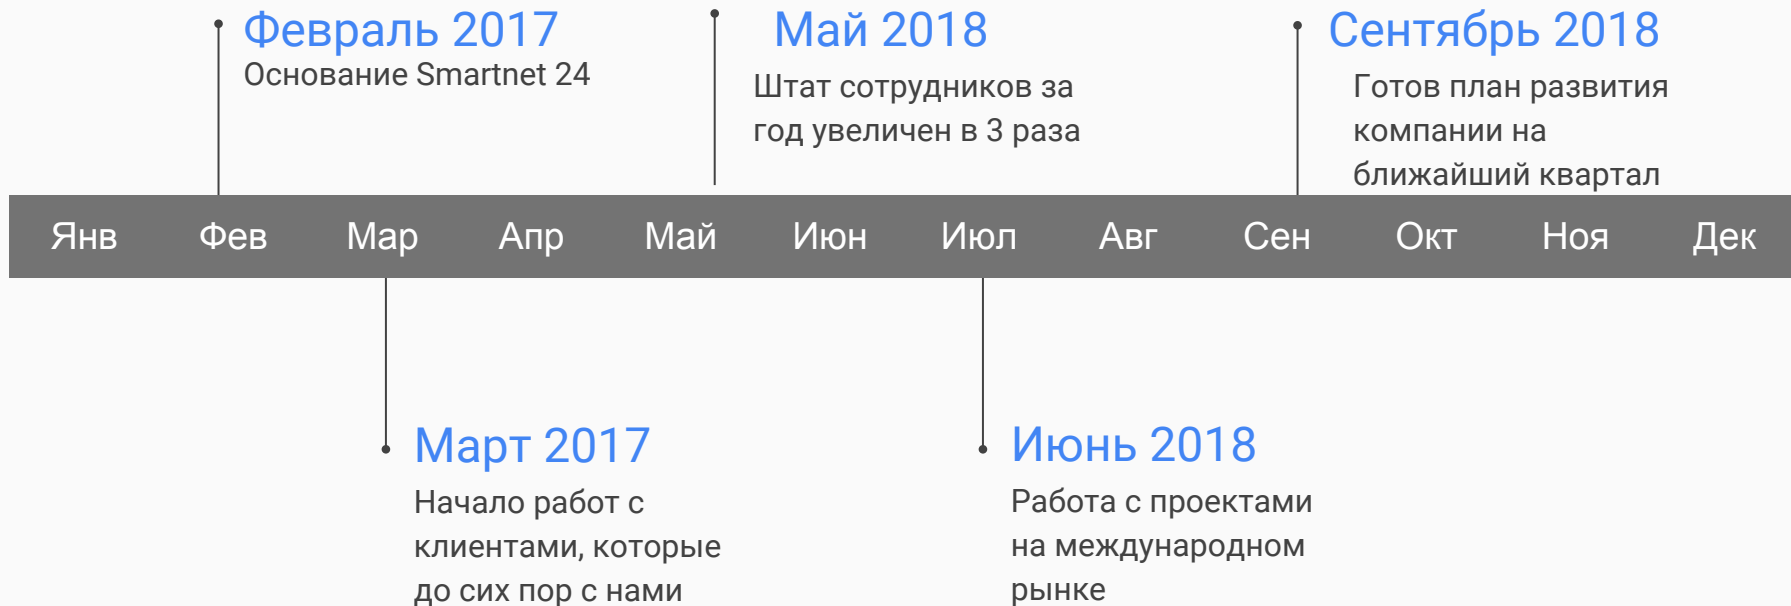 Февраль 2017
Основание Smartnet 24
Май 2018
Штат сотрудников за
год увеличен в 3 раза
Сентябрь 2018
Готов план развития
компании на
ближайший квартал
Янв Фев Мар Апр Май Июн Июл Авг Сен Окт Ноя Дек
Март 2017
Начало работ с
клиентами, которые
до сих пор с нами
Июнь 2018
Работа с проектами
на международном
рынке